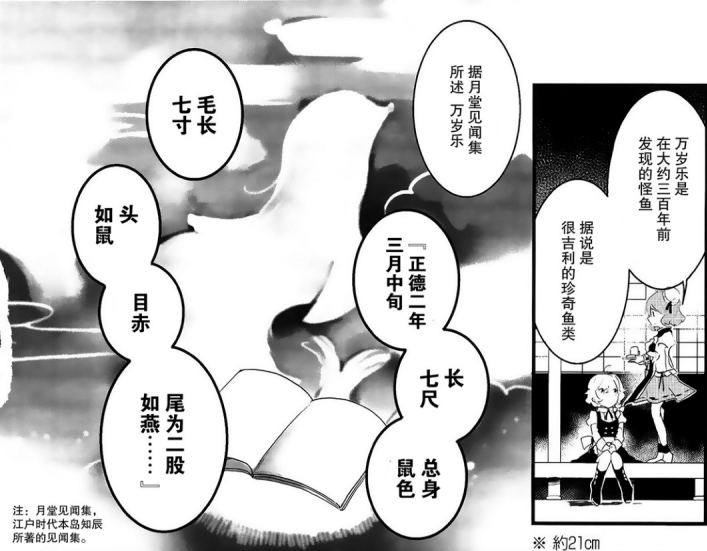 万岁乐是
在大约三百年前
发现的怪鱼
据说是
很吉利的珍奇鱼类
据月堂见闻集
所述 万岁乐
『正德二年
三月中旬
长
七尺
总身
鼠色
毛长
七寸
头
如鼠
目赤
尾为二股
如燕……』
注：月堂见闻集，
江户时代本岛知辰
所著的见闻集。
※ 約21cm